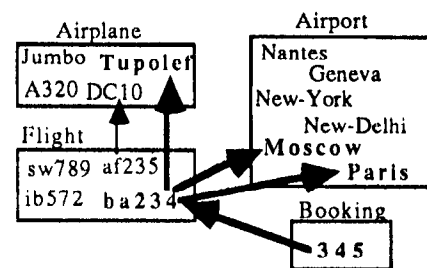 Airplane
Jumbo Tupolef
A320 DC10
Flight
sw789 af235
ib572 ba234
Airport
Nantes
Geneva
New-York
New-Delhi
Moscow
Paris
Booking
345